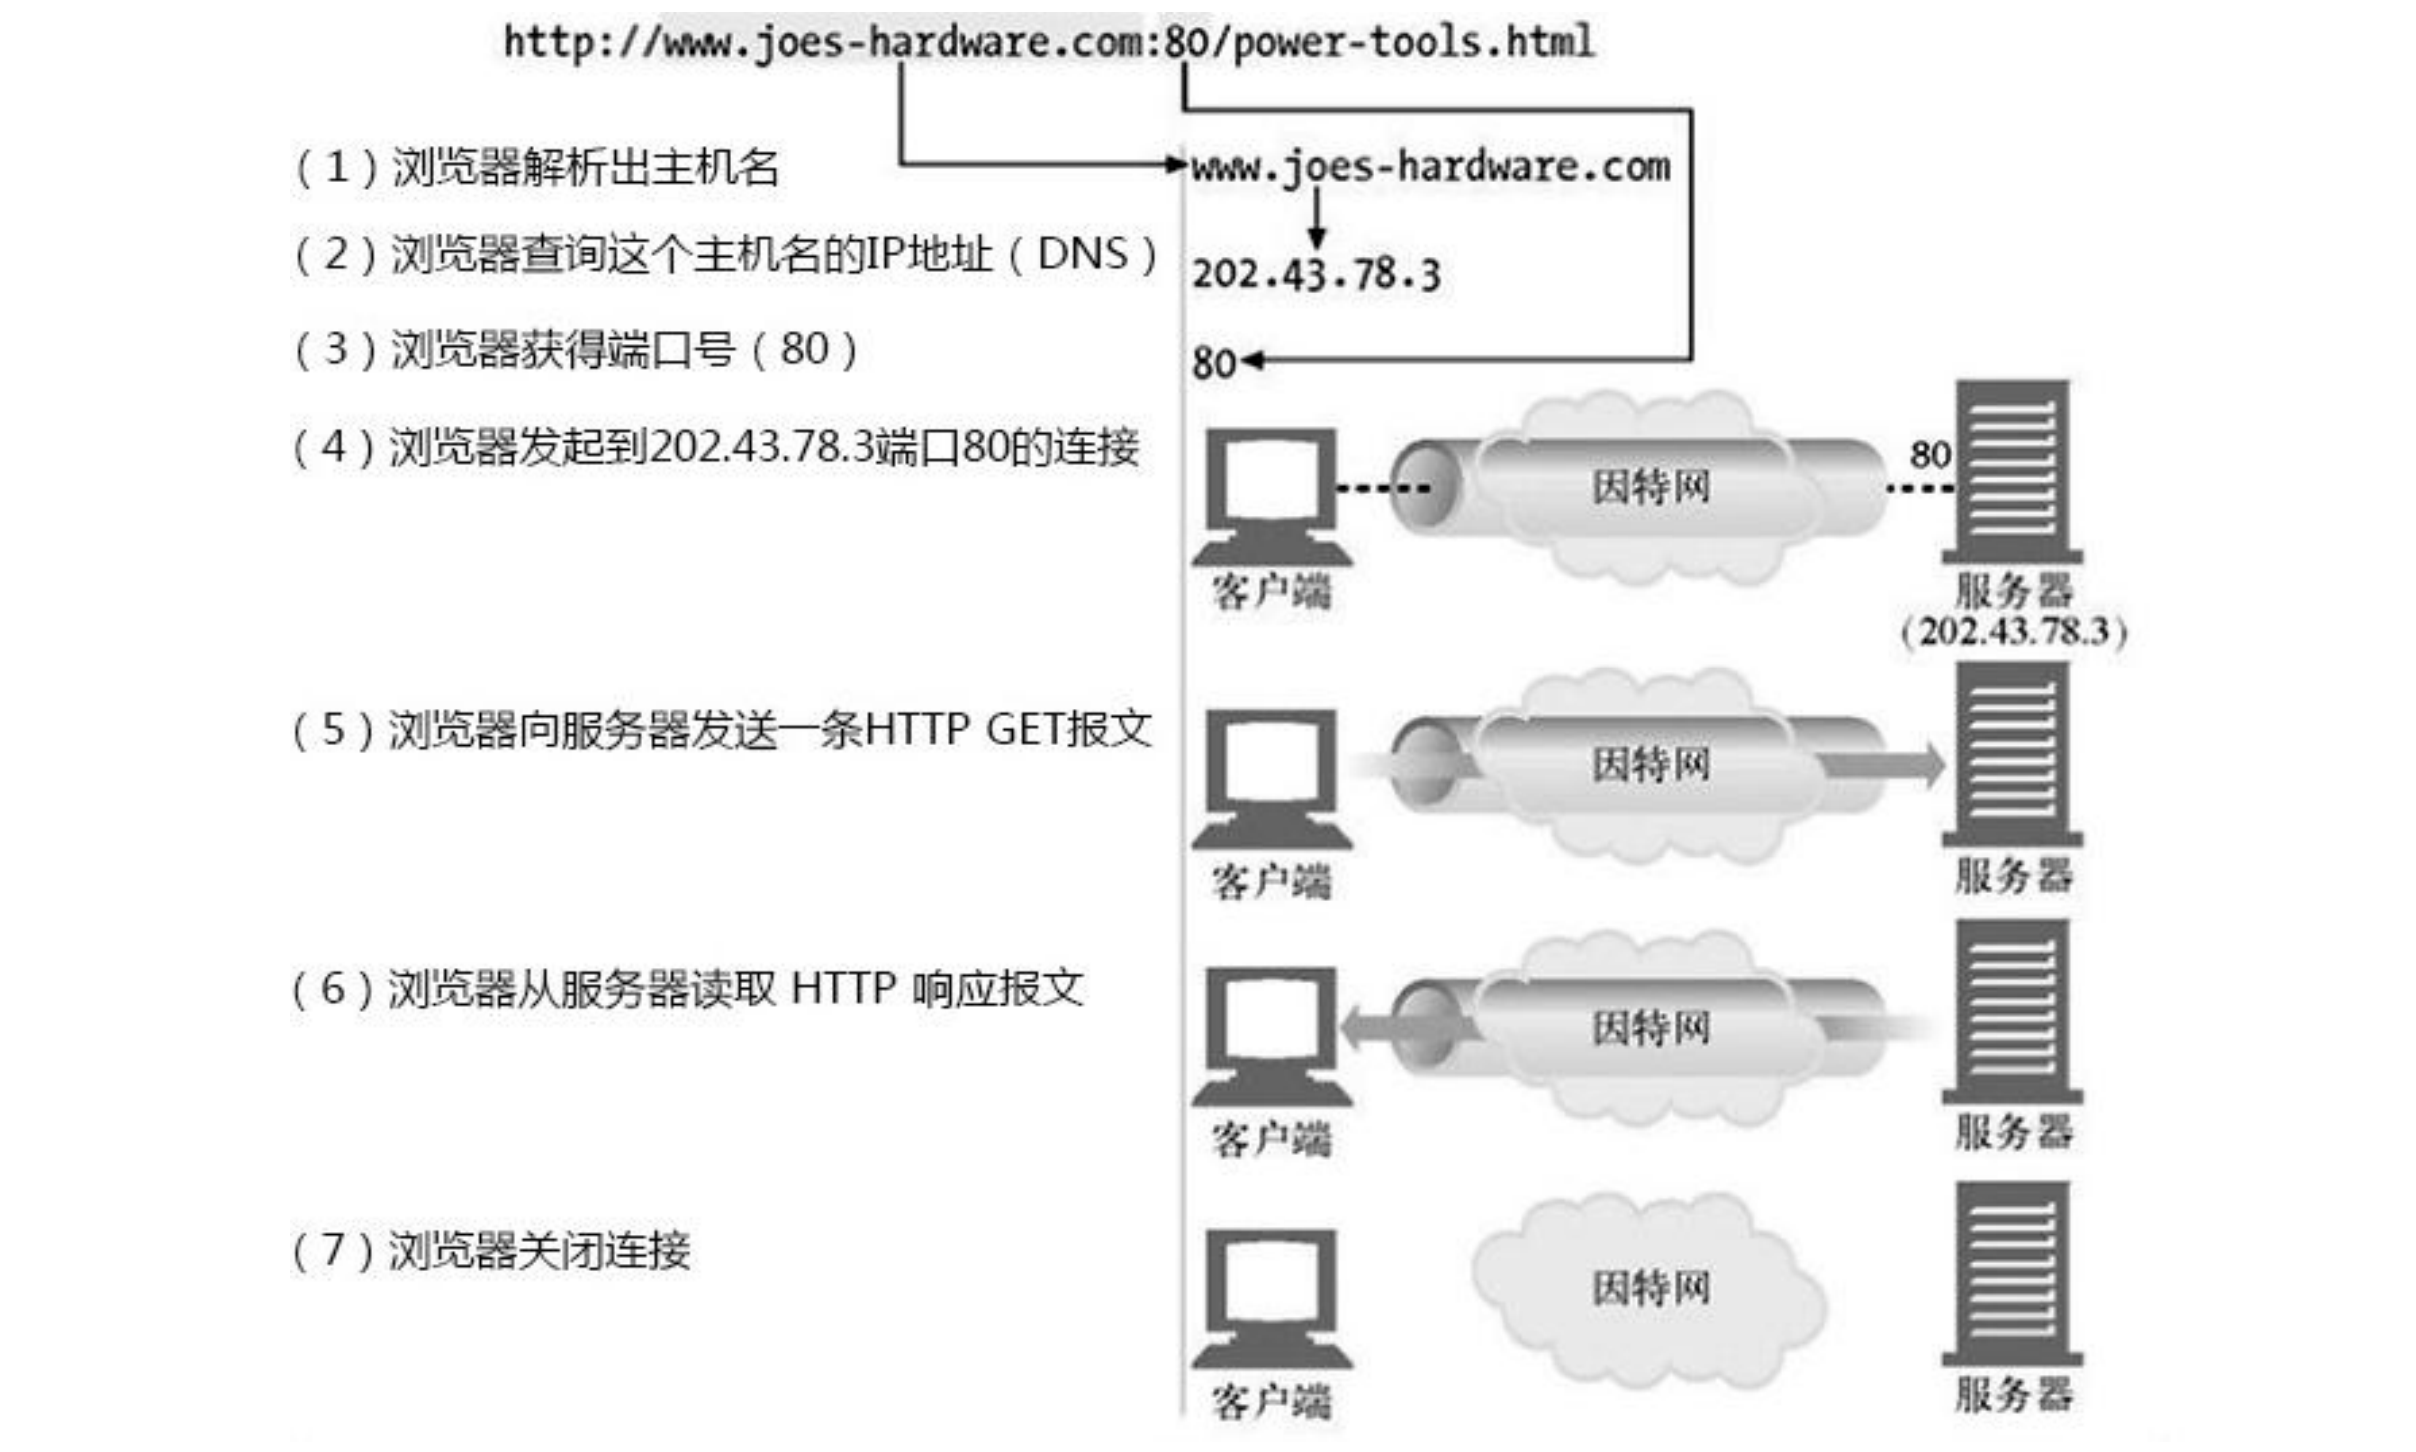 http://www.joes-hardware.com:80/power-tools.html
(1)浏览器解析出主机名
www.joes-hardware.com
(2)浏览器查询这个主机名的IP地址(DNS)
202.43.78.3
(3)浏览器获得端口号(80)
80
(4)浏览器发起到202.43.78.3端口80的连接
因特网
80
客户端
服务器
(202.43.78.3)
(5)浏览器向服务器发送一条HTTP GET报文
因特网
客户端
服务器
(6)浏览器从服务器读取 HTTP 响应报文
因特网
客户端
服务器
(7)浏览器关闭连接
因特网
客户端
服务器